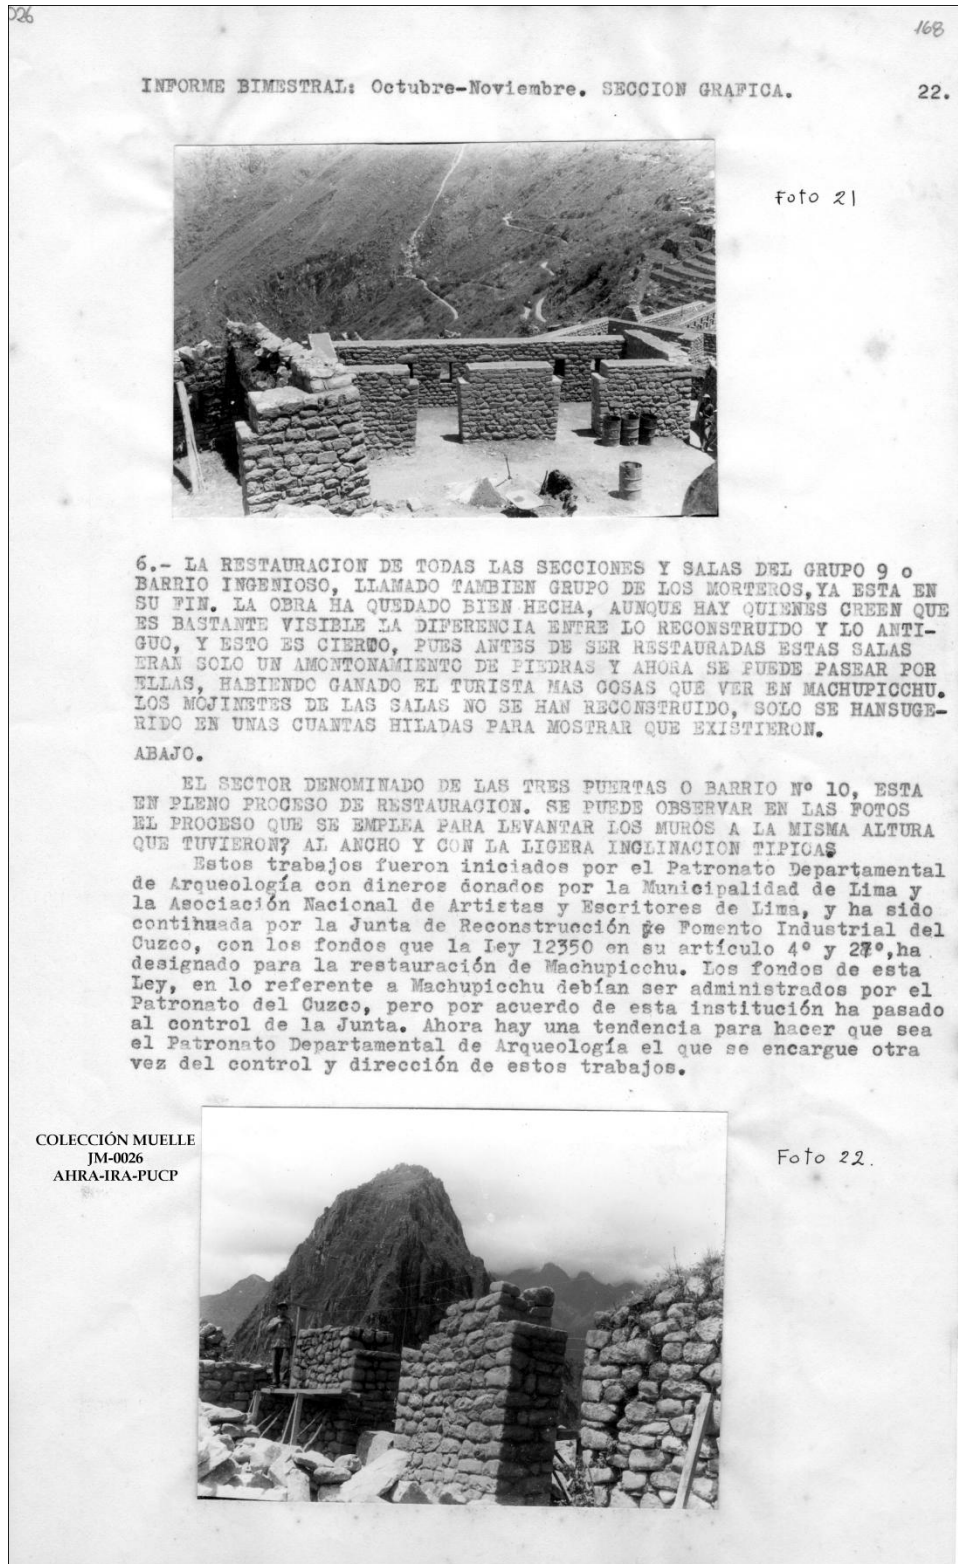 026
168
INFORME BIMESTRAL: Octubre-Noviembre. SECCION GRAFICA.
22.
Foto 21
6.- LA RESTAURACION DE TODAS LAS SECCIONES Y SALAS DEL GRUPO 9 o
BARRIO INGENIOSO, LLAMADO TAMBIEN GRUPO DE LOS MORTEROS,YA ESTA EN
SU FIN. LA OBRA HA QUEDADO BIEN HECHA, AUNQUE HAY QUIENES CREEN QUE
ES BASTANTE VISIBLE LA DIFERENCIA ENTRE LO RECONSTRUIDO Y LO ANTI-
GUO, Y ESTO ES CIERTO, PUES ANTES DE SER RESTAURADAS ESTAS SALAS
ERAN SOLO UN AMONTONAMIENTO DE PIEDRAS Y AHORA SE PUEDE PASEAR POR
ELLAS, HABIENDO GANADO EL TURISTA MAS COSAS QUE VER EN MACHUPICCHU.
LOS MOJINETES DE LAS SALAS NO SE HAN RECONSTRUIDO, SOLO SE HANSUGE-
RIDO EN UNAS CUANTAS HILADAS PARA MOSTRAR QUE EXISTIERON.
ABAJO.
EL SECTOR DENOMINADO DE LAS TRES PUERTAS O BARRIO Nº 10, ESTA
EN PLENO PROCESO DE RESTAURACION. SE PUEDE OBSERVAR EN LAS FOTOS
EL PROCESO QUE SE EMPLEA PARA LEVANTAR LOS MUROS A LA MISMA ALTURA
QUE TUVIERON? AL ANCHO Y CON LA LIGERA INCLINACION TIPICAS
Estos trabajos fueron iniciados por el Patronato Departamental
de Arqueología con dineros donados por la Municipalidad de Lima y
la Asociación Nacional de Artistas y Escritores de Lima, y ha sido
continuada por la Junta de Reconstrucción de Fomento Industrial del
Cuzco, con los fondos que la Ley 12350 en su artículo 4º y 27º,ha
designado para la restauración de Machupicchu. Los fondos de esta
Ley, en lo referente a Machupicchu debían ser administrados por el
Patronato del Cuzco, pero por acuerdo de esta institución ha pasado
al control de la Junta. Ahora hay una tendencia para hacer que sea
el Patronato Departamental de Arqueología el que se encargue otra
vez del control y dirección de estos trabajos.
COLECCIÓN MUELLE
JM-0026
AHRA-IRA-PUCP
Foto 22.